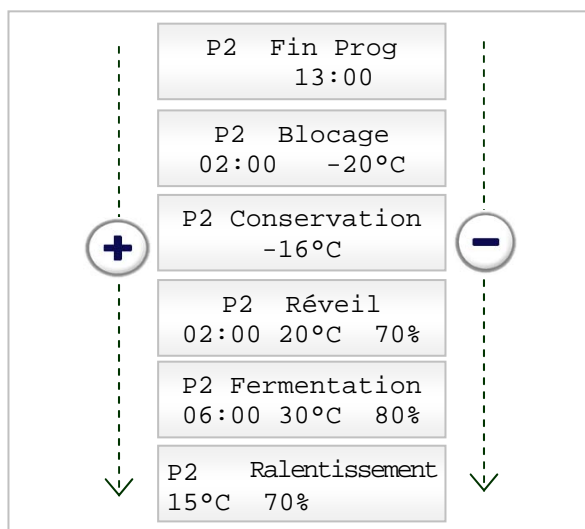 P2 Fin Prog
13:00
P2 Blocage
02:00 -20°C
P2 Conservation
-16°C
P2 Réveil
02:00 20°C 70%
P2 Fermentation
06:00 30°C 80%
P2 Ralentissement
15°C 70%